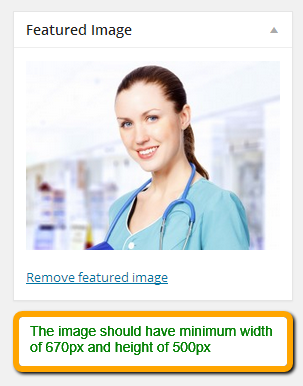 Featured Image
Remove featured image
The image should have minimum width
of 670px and height of 500px